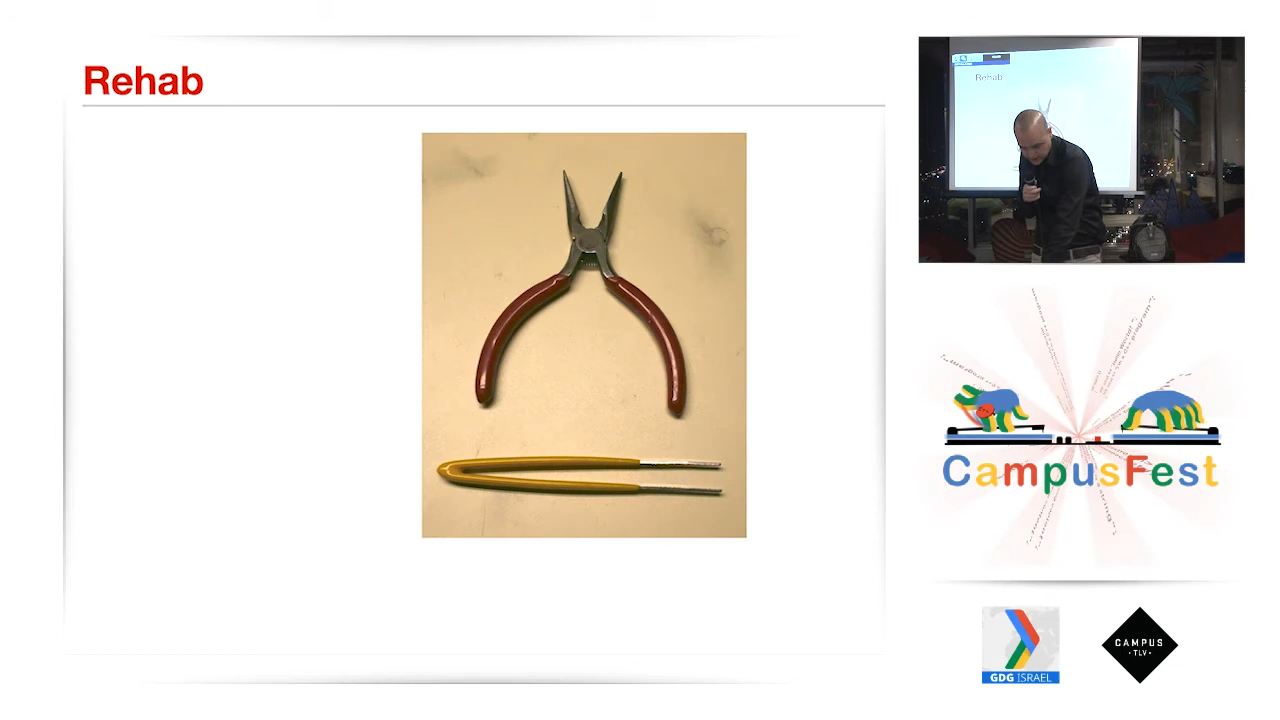 Rehab
Rehab
CampusFest
GDG ISRAEL
CAMPUS
·TLV·